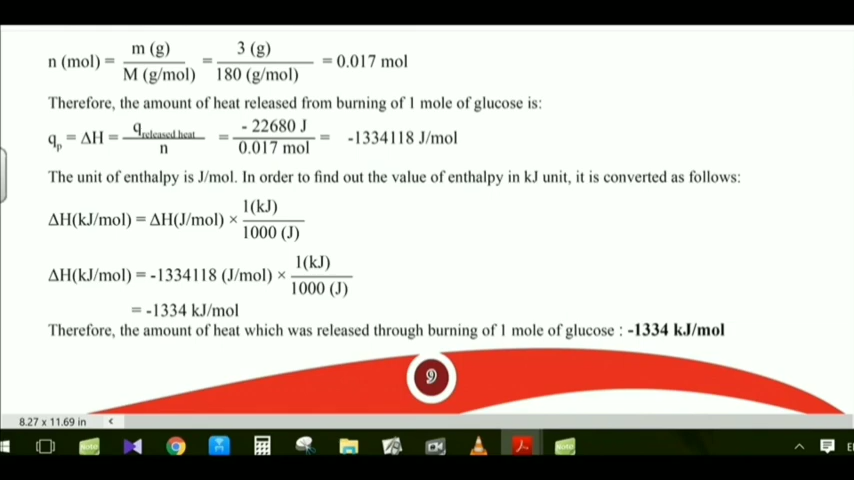 n (mol) = m (g) / M (g/mol) = 3 (g) / 180 (g/mol) = 0.017 mol
Therefore, the amount of heat released from burning of 1 mole of glucose is:
qp = ΔH = qreleased heat / n = - 22680 J / 0.017 mol = -1334118 J/mol
The unit of enthalpy is J/mol. In order to find out the value of enthalpy in kJ unit, it is converted as follows:
ΔH(kJ/mol) = ΔH(J/mol) × 1(kJ) / 1000 (J)
ΔH(kJ/mol) = -1334118 (J/mol) × 1(kJ) / 1000 (J)
= -1334 kJ/mol
Therefore, the amount of heat which was released through burning of 1 mole of glucose : -1334 kJ/mol
9
8.27 x 11.69 in